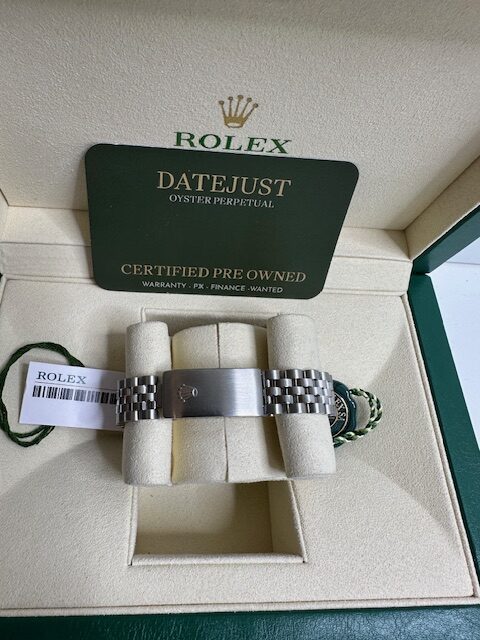 ROLEX
DATEJUST
OYSTER PERPETUAL
CERTIFIED PRE OWNED
WARRANTY - PX - FINANCE -WANTED
ROLEX